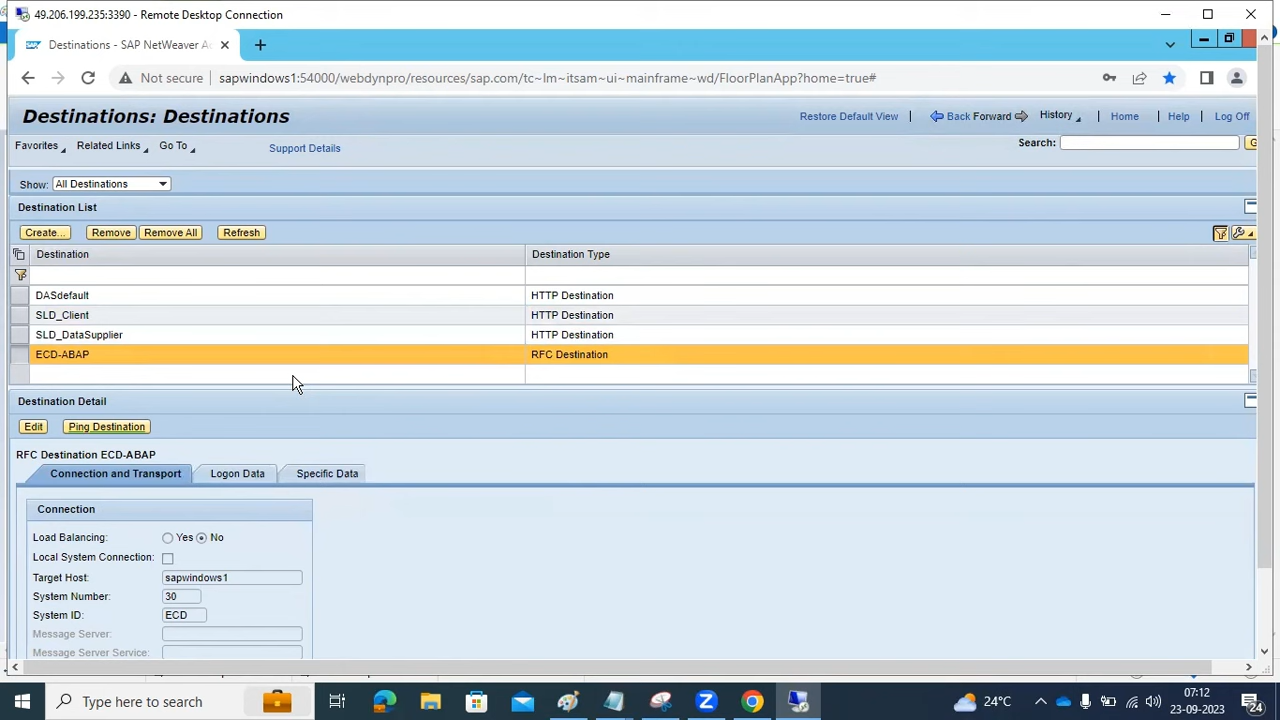 49.206.199.235:3390 - Remote Desktop Connection
Destinations - SAP NetWeaver A
Not secure sapwindows1:54000/webdynpro/resources/sap.com/tc~lm~itsam~ui~mainframe~wd/FloorPlanApp?home=true#
Destinations: Destinations
Restore Default View Back Forward History Home Help Log Off
Favorites Related Links Go To Support Details Search: G
Show: All Destinations
Destination List
Create... Remove Remove All Refresh
Destination Destination Type
DASdefault HTTP Destination
SLD_Client HTTP Destination
SLD_DataSupplier HTTP Destination
ECD-ABAP RFC Destination
Destination Detail
Edit Ping Destination
RFC Destination ECD-ABAP
Connection and Transport Logon Data Specific Data
Connection
Load Balancing: Yes No
Local System Connection:
Target Host: sapwindows1
System Number: 30
System ID: ECD
Message Server:
Message Server Service:
Type here to search 24°C 07:12
23-09-2023 24